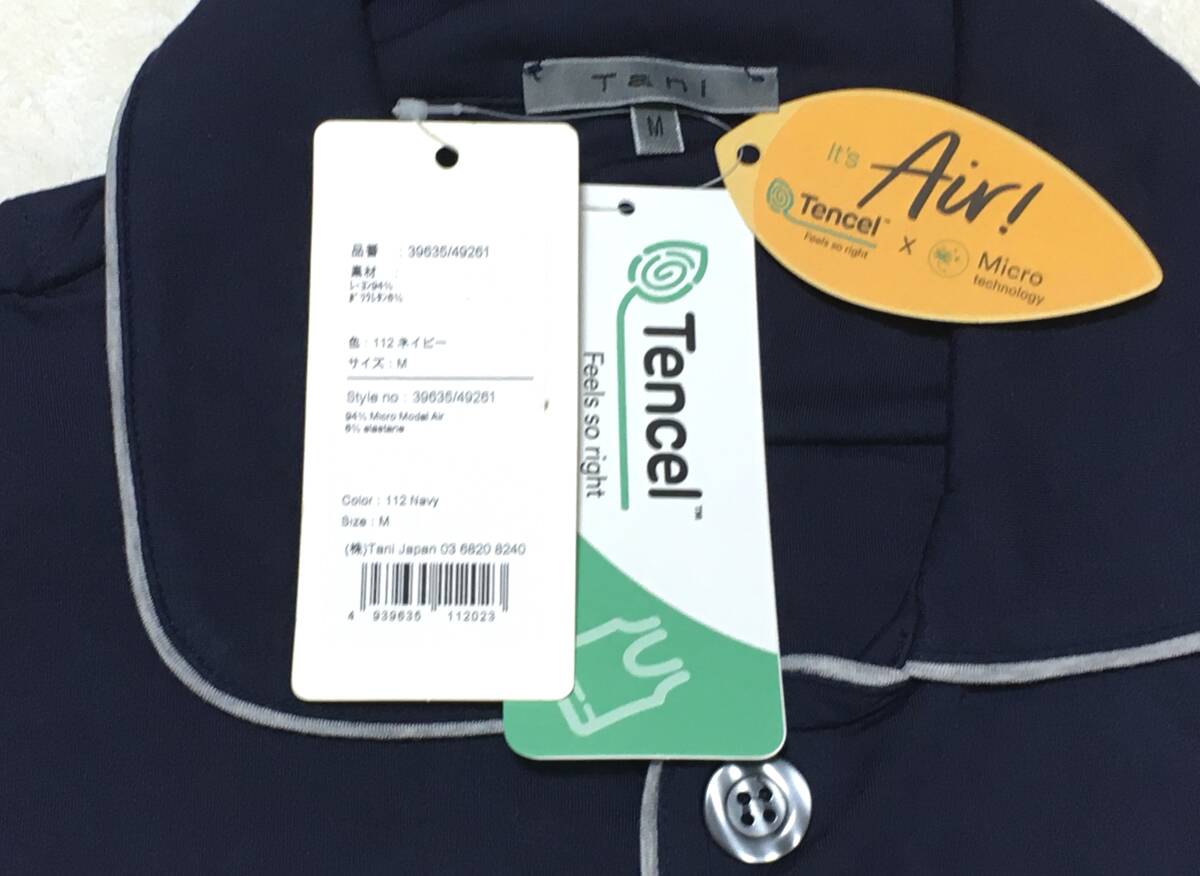 Tani
M
品番 : 39635/49261
素材 :
レーヨン94%
ポリウレタン6%
色 : 112 ネイビー
サイズ : M
Style no : 39635/49261
94% Micro Modal Air
6% elastane
Color : 112 Navy
Size : M
(株)Tani Japan 03 6820 8240
4 939635 112023
Tencel™
Feels so right
It's Air!
Tencel™
Feels so right
x
Micro
technology